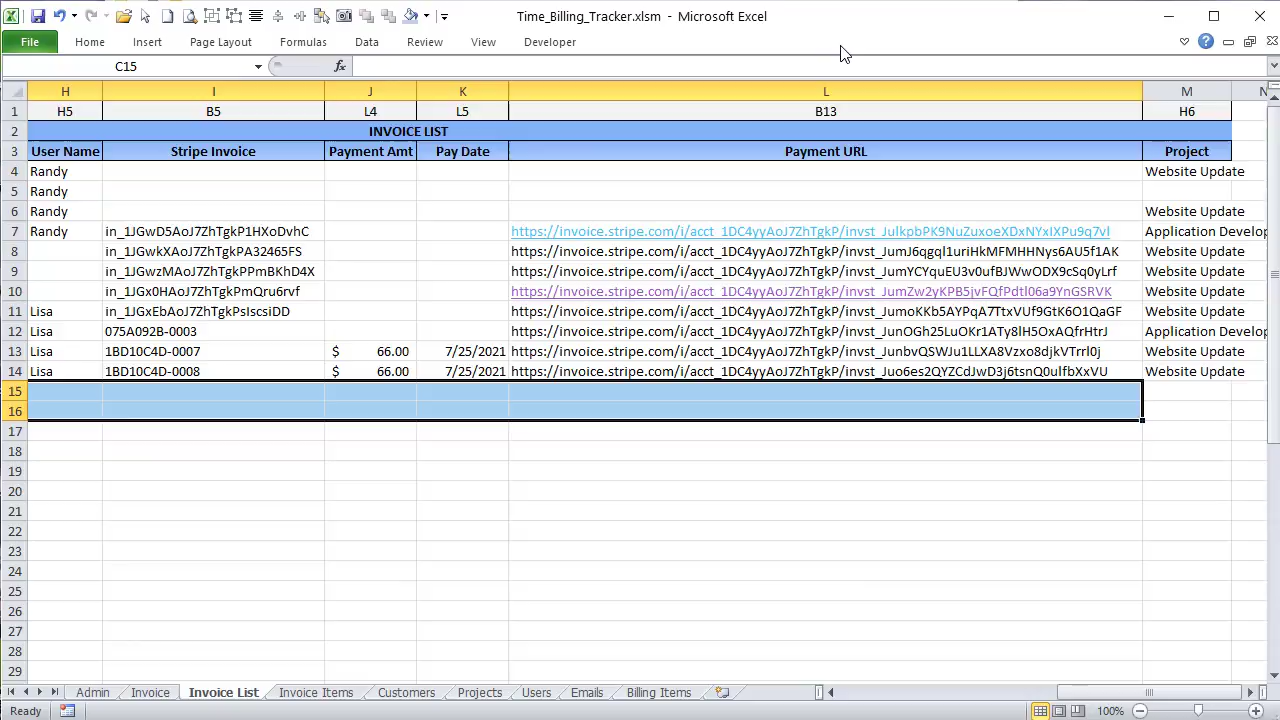 Time_Billing_Tracker.xlsm - Microsoft Excel
File Home Insert Page Layout Formulas Data Review View Developer
C15 fx
H I J K L M N
1 H5 B5 L4 L5 B13 H6
2 INVOICE LIST
3 User Name Stripe Invoice Payment Amt Pay Date Payment URL Project
4 Randy Website Update
5 Randy
6 Randy Website Update
7 Randy in_1JGwD5AoJ7ZhTgkP1HXoDvhC https://invoice.stripe.com/i/acct_1DC4yyAoJ7ZhTgkP/invst_JulkpbPK9NuZuxoeXDxNYxIXPu9q7vl Application Develop
8 in_1JGwkXAoJ7ZhTgkPA32465FS https://invoice.stripe.com/i/acct_1DC4yyAoJ7ZhTgkP/invst_JumJ6qgql1uriHkMFMHHNys6AU5f1AK Website Update
9 in_1JGwzMAoJ7ZhTgkPPmBKhD4X https://invoice.stripe.com/i/acct_1DC4yyAoJ7ZhTgkP/invst_JumYCYquEU3v0ufBJWwODX9cSq0yLrf Website Update
10 in_1JGx0HAoJ7ZhTgkPmQru6rvf https://invoice.stripe.com/i/acct_1DC4yyAoJ7ZhTgkP/invst_JumZw2yKPB5jvFQfPdtl06a9YnGSRVK Website Update
11 Lisa in_1JGxEbAoJ7ZhTgkPsIscsiDD https://invoice.stripe.com/i/acct_1DC4yyAoJ7ZhTgkP/invst_JumoKKb5AYPqA7TtxVUf9GtK6O1QaGF Website Update
12 Lisa 075A092B-0003 https://invoice.stripe.com/i/acct_1DC4yyAoJ7ZhTgkP/invst_JunOGh25LuOKr1ATy8lH5OxAQfrHtrJ Application Develop
13 Lisa 1BD10C4D-0007 $ 66.00 7/25/2021 https://invoice.stripe.com/i/acct_1DC4yyAoJ7ZhTgkP/invst_JunbvQSWJu1LLXA8Vzxo8djkVTrrl0j Website Update
14 Lisa 1BD10C4D-0008 $ 66.00 7/25/2021 https://invoice.stripe.com/i/acct_1DC4yyAoJ7ZhTgkP/invst_Juo6es2QYZCdJwD3j6tsnQ0ulfbXxVU Website Update
15
16
17
18
19
20
21
22
23
24
25
26
27
28
29
Admin Invoice Invoice List Invoice Items Customers Projects Users Emails Billing Items
Ready 100%